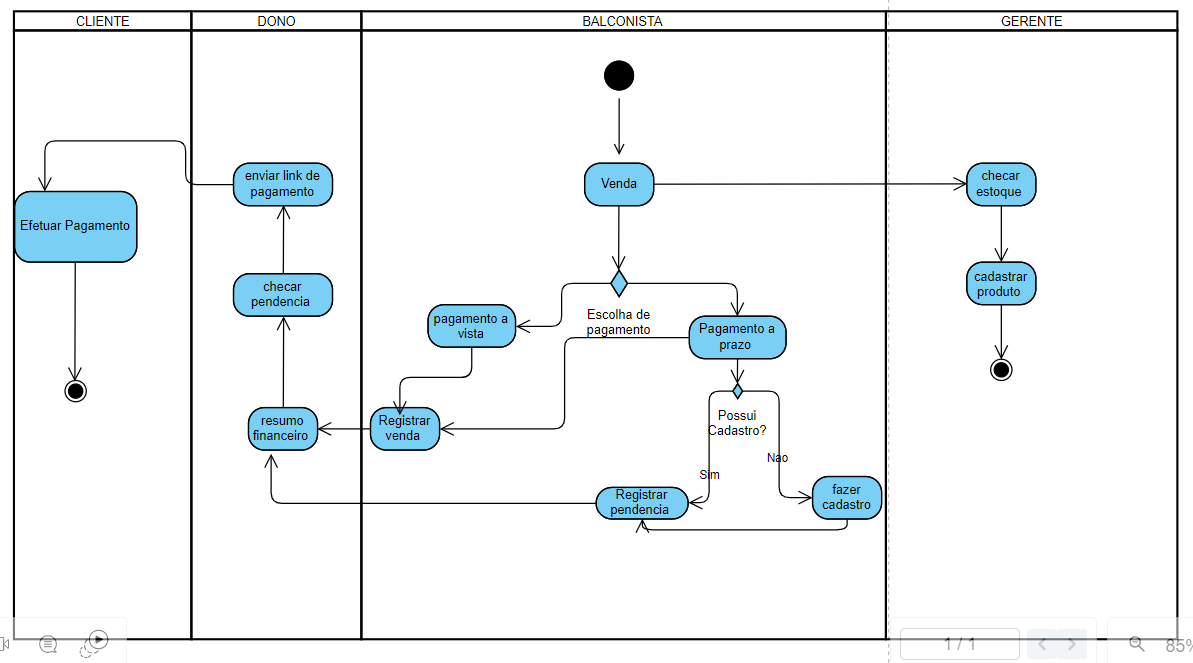 CLIENTE
DONO
BALCONISTA
GERENTE
enviar link de
pagamento
Venda
checar
estoque
Efetuar Pagamento
checar
pendencia
cadastrar
produto
pagamento a
vista
Escolha de
pagamento
Pagamento a
prazo
resumo
financeiro
Registrar
venda
Possui
Cadastro?
Nao
Sim
Registrar
pendencia
fazer
cadastro
1 / 1
85%